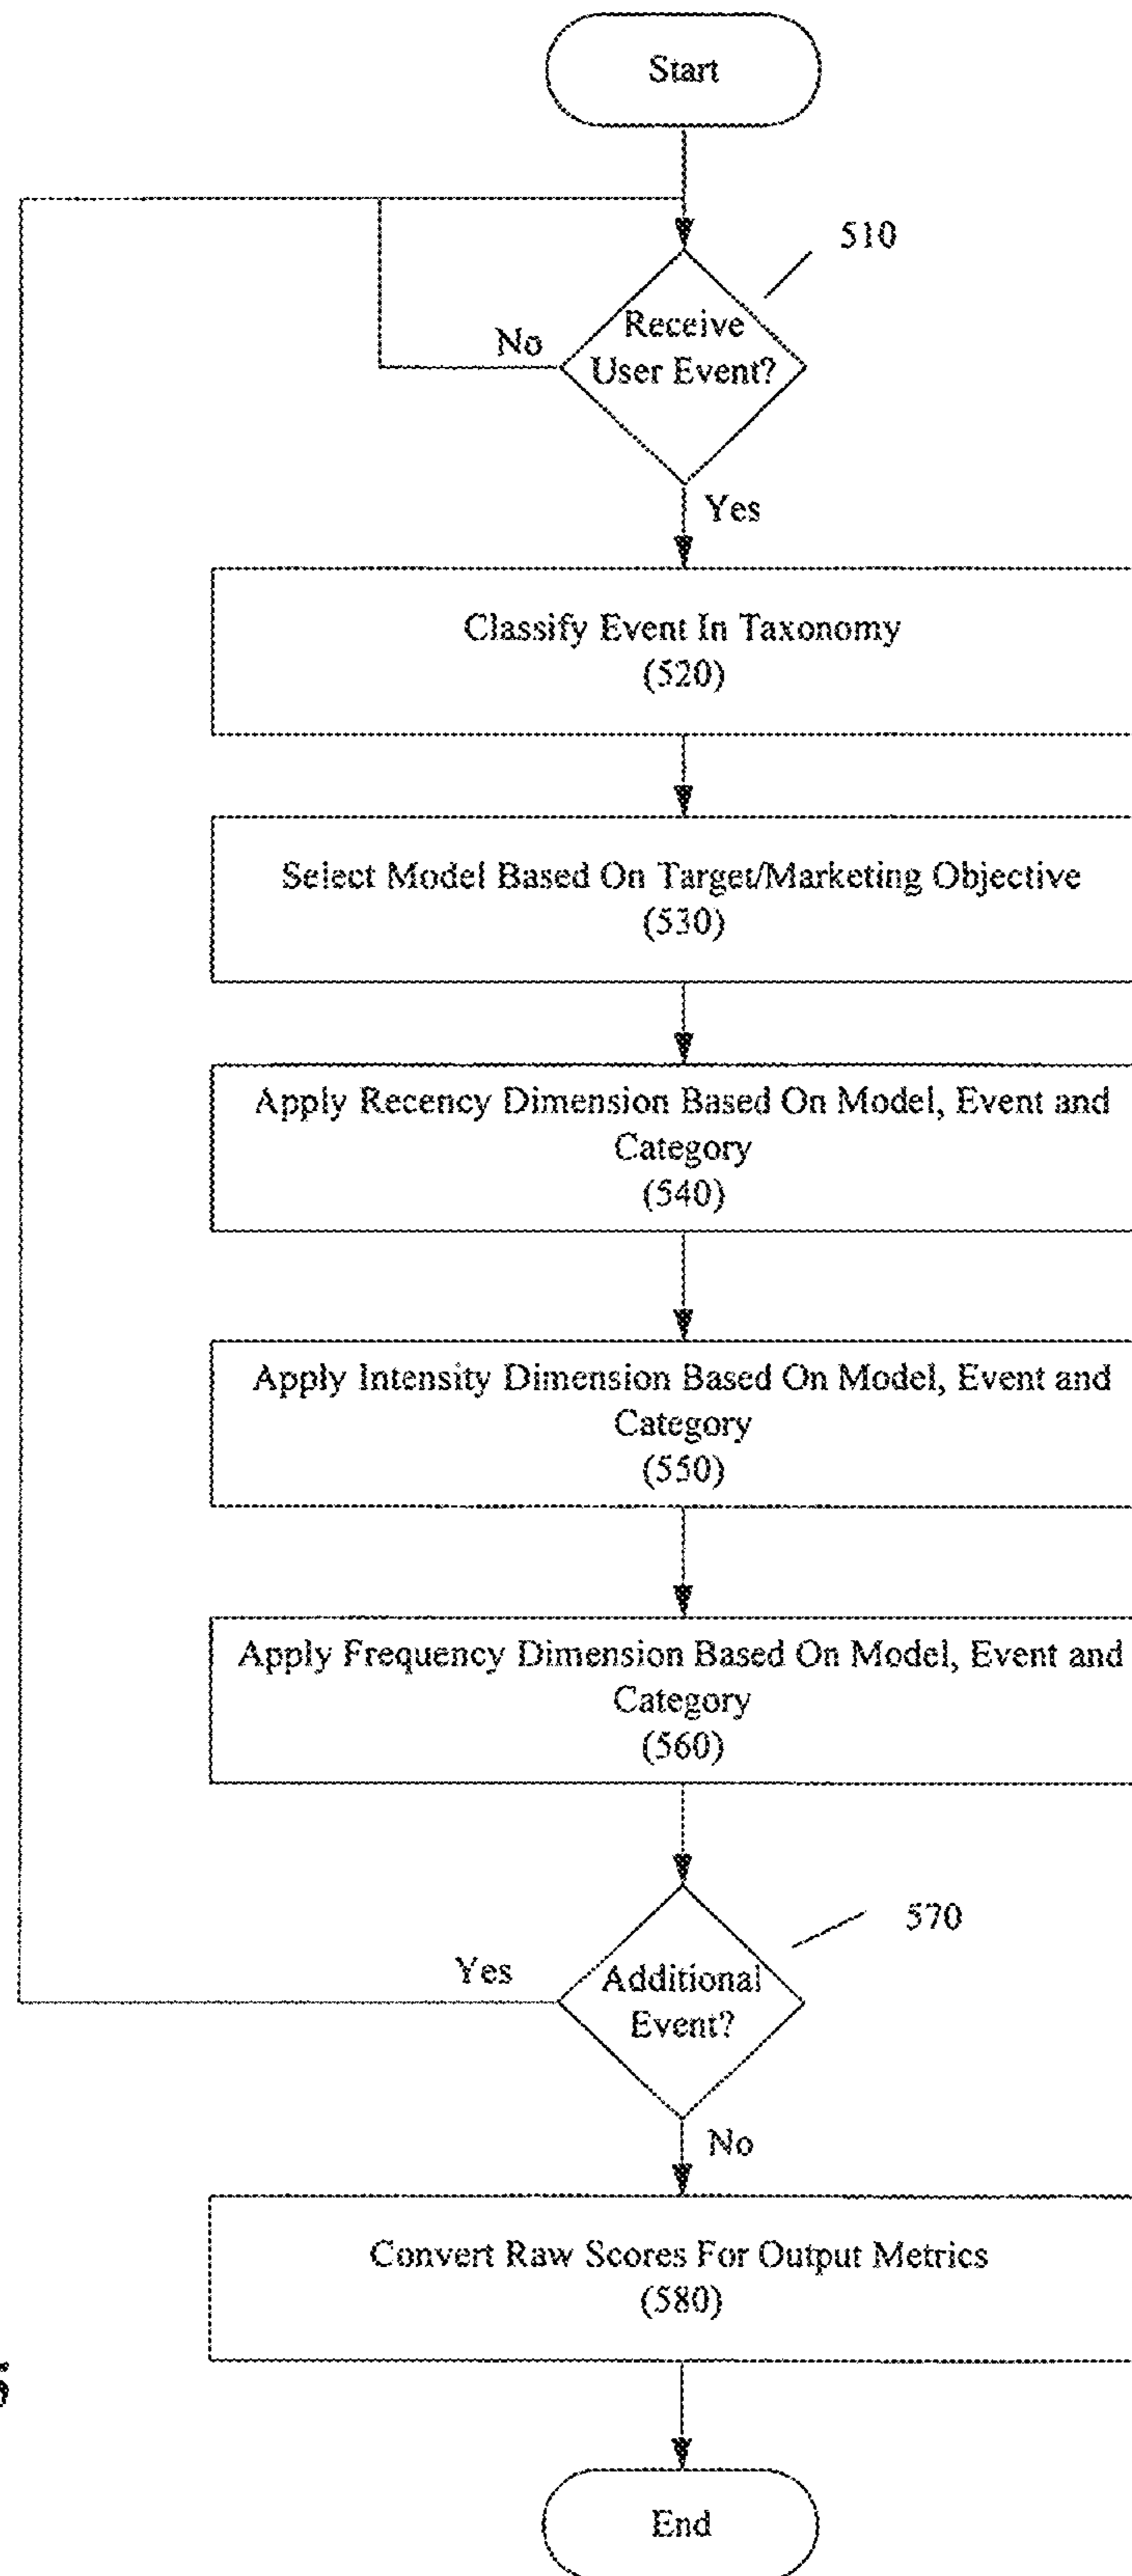 Start
510
Receive
User Event?
No
Yes
Classify Event In Taxonomy
(520)
Select Model Based On Target/Marketing Objective
(530)
Apply Recency Dimension Based On Model, Event and
Category
(540)
Apply Intensity Dimension Based On Model, Event and
Category
(550)
Apply Frequency Dimension Based On Model, Event and
Category
(560)
570
Yes
Additional
Event?
No
Convert Raw Scores For Output Metrics
(580)
End